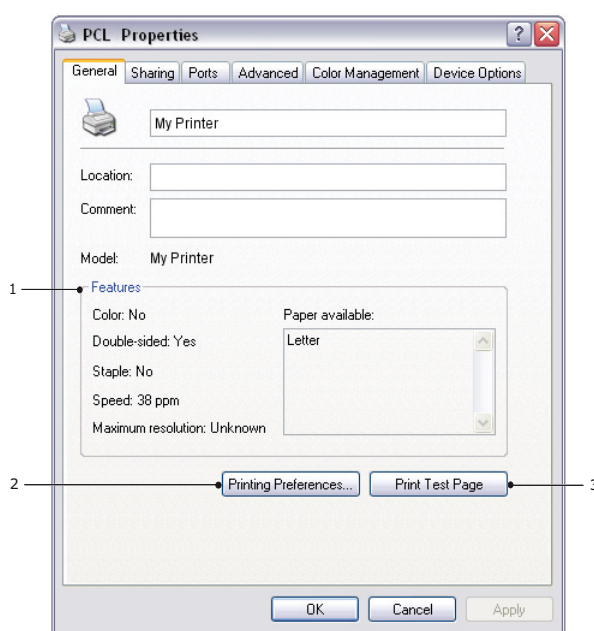 PCL Properties
General Sharing Ports Advanced Color Management Device Options
My Printer
Location:
Comment:
Model: My Printer
1
Features
Color: No Paper available:
Double-sided: Yes Letter
Staple: No
Speed: 38 ppm
Maximum resolution: Unknown
2 Printing Preferences... Print Test Page 3
OK Cancel Apply